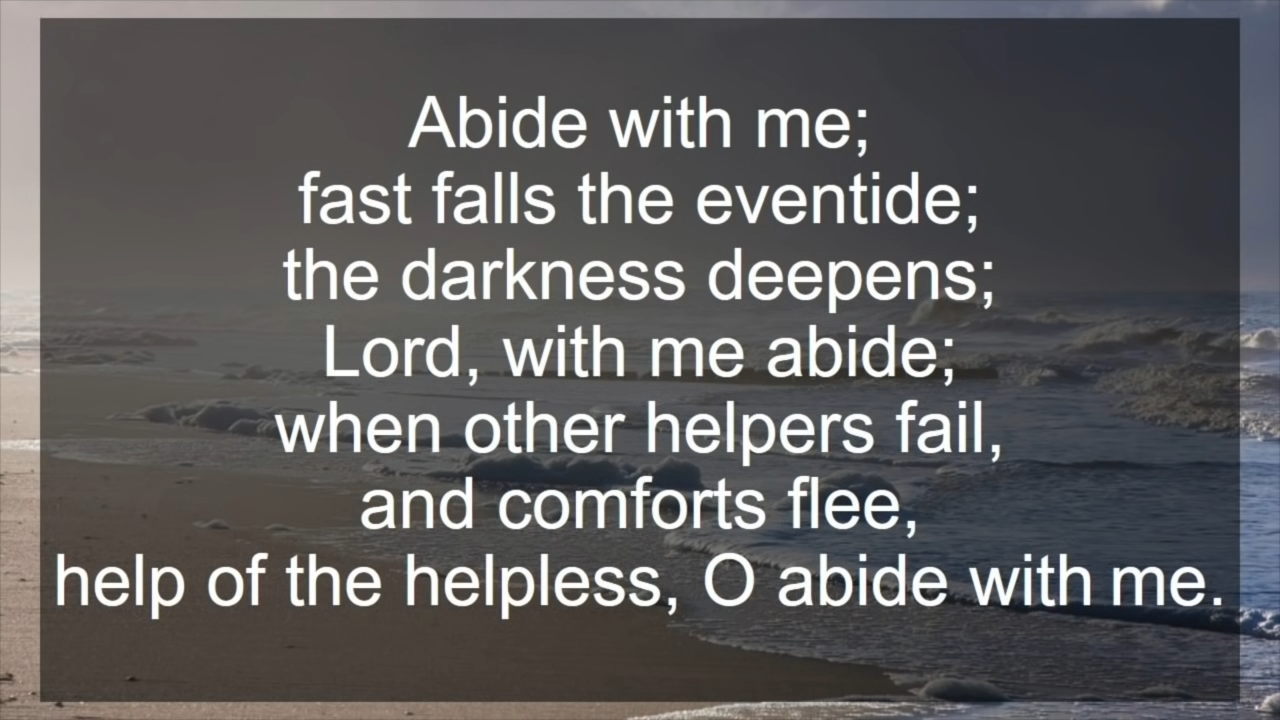 Abide with me;
fast falls the eventide;
the darkness deepens;
Lord, with me abide;
when other helpers fail,
and comforts flee,
help of the helpless, O abide with me.